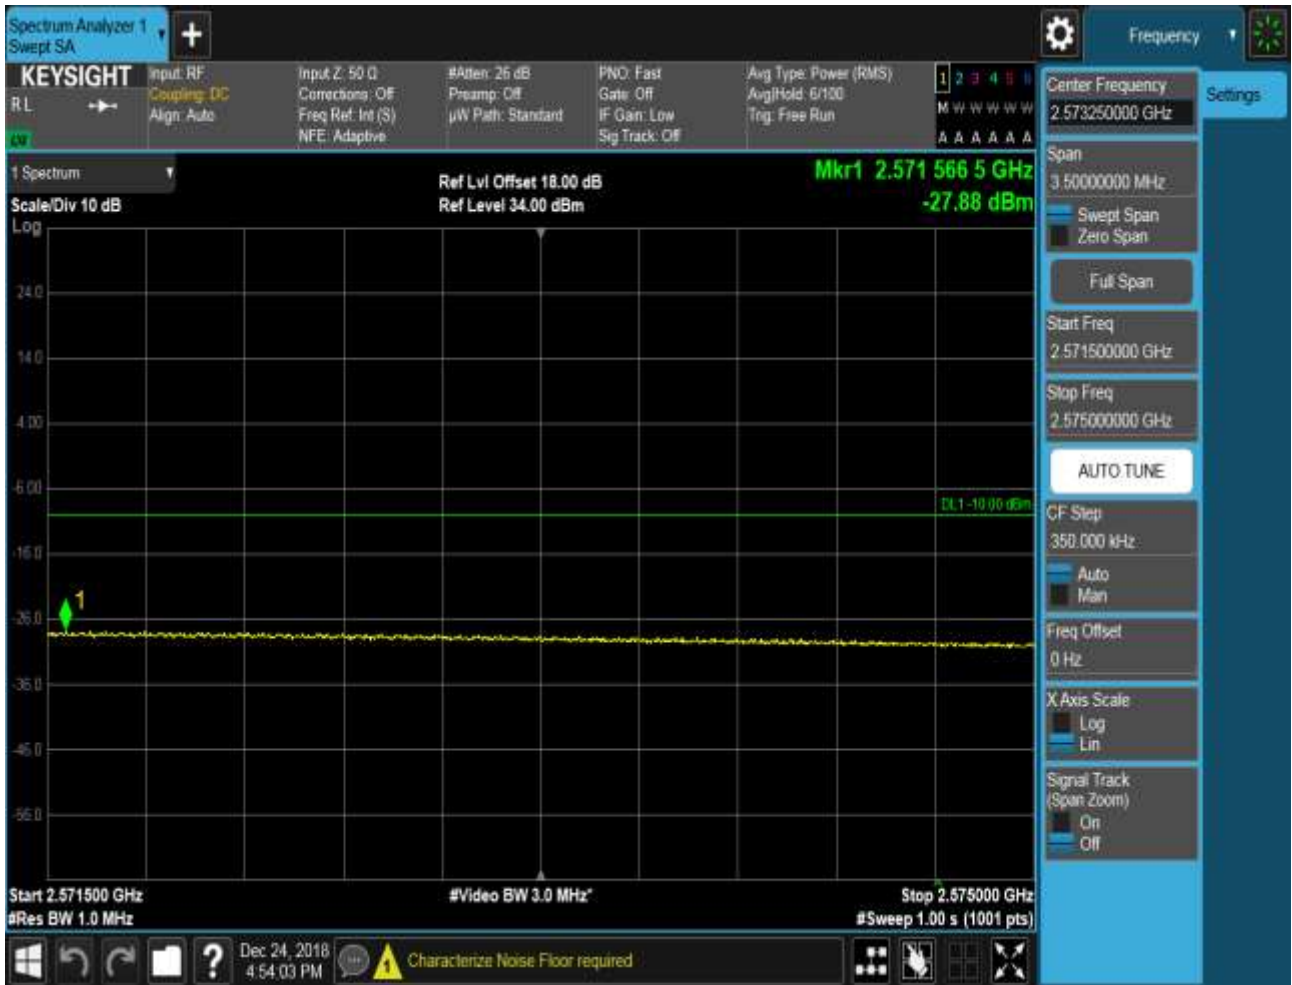 Spectrum Analyzer 1
Swept SA
+
Frequency
KEYSIGHT
RL
Input: RF
Coupling: DC
Align: Auto
Input Z: 50 Ω
Corrections: Off
Freq Ref: Int (S)
NFE: Adaptive
#Atten: 26 dB
Preamp: Off
µW Path: Standard
PNO: Fast
Gate: Off
IF Gain: Low
Sig Track: Off
Avg Type: Power (RMS)
Avg|Hold: 6/100
Trig: Free Run
1 2 3 4 5 6
M W W W W W
A A A A A A
1 Spectrum
Scale/Div 10 dB
Ref Lvl Offset 18.00 dB
Ref Level 34.00 dBm
Mkr1 2.571 566 5 GHz
-27.88 dBm
Log
24.0
14.0
4.00
-6.00
DL1 -10.00 dBm
-16.0
1
-26.0
-36.0
-46.0
-56.0
Start 2.571500 GHz
#Video BW 3.0 MHz*
Stop 2.575000 GHz
#Res BW 1.0 MHz
#Sweep 1.00 s (1001 pts)
Center Frequency
2.573250000 GHz
Settings
Span
3.50000000 MHz
Swept Span
Zero Span
Full Span
Start Freq
2.571500000 GHz
Stop Freq
2.575000000 GHz
AUTO TUNE
CF Step
350.000 kHz
Auto
Man
Freq Offset
0 Hz
X Axis Scale
Log
Lin
Signal Track
(Span Zoom)
On
Off
?
Dec 24, 2018
4:54:03 PM
1
Characterize Noise Floor required